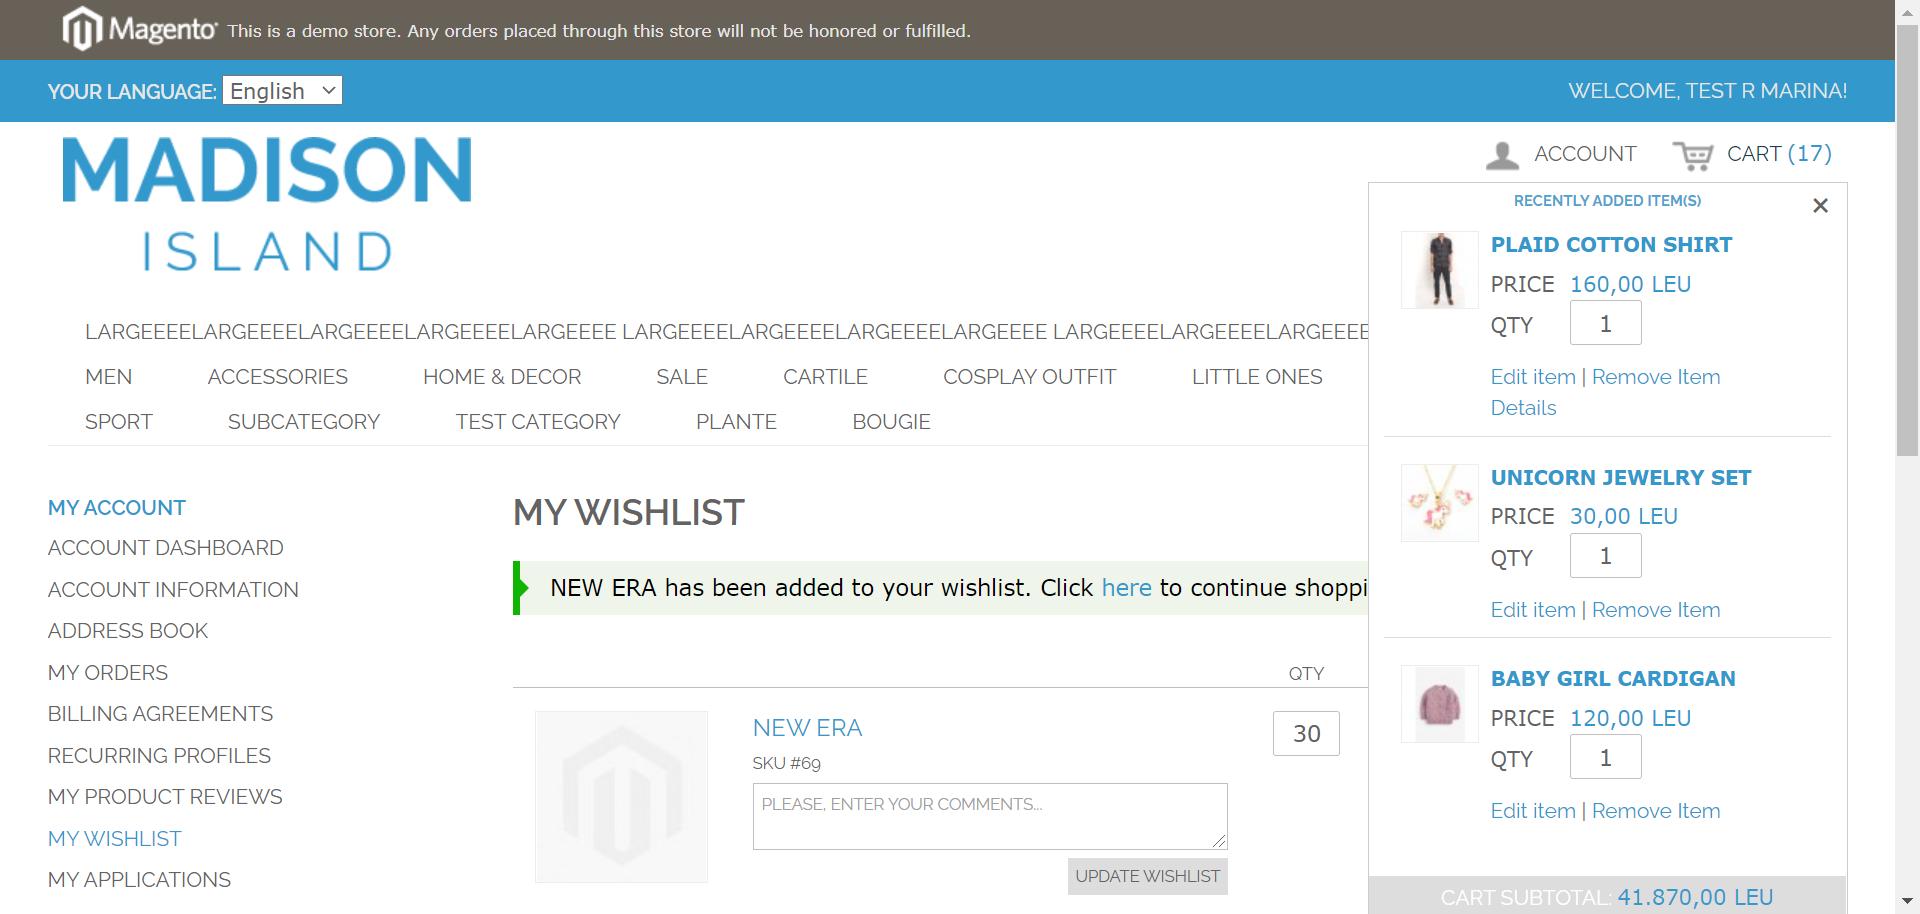 Magento This is a demo store. Any orders placed through this store will not be honored or fulfilled.
YOUR LANGUAGE: English
WELCOME, TEST R MARINA!
MADISON
ISLAND
ACCOUNT
CART (17)
LARGEEEELARGEEEELARGEEEELARGEEEELARGEEEE LARGEEEELARGEEEELARGEEEELARGEEEE LARGEEEELARGEEEELARGEEEE
MEN ACCESSORIES HOME & DECOR SALE CARTILE COSPLAY OUTFIT LITTLE ONES
SPORT SUBCATEGORY TEST CATEGORY PLANTE BOUGIE
MY ACCOUNT
ACCOUNT DASHBOARD
ACCOUNT INFORMATION
ADDRESS BOOK
MY ORDERS
BILLING AGREEMENTS
RECURRING PROFILES
MY PRODUCT REVIEWS
MY WISHLIST
MY APPLICATIONS
MY WISHLIST
NEW ERA has been added to your wishlist. Click here to continue shoppi
QTY
NEW ERA
30
SKU #69
PLEASE, ENTER YOUR COMMENTS...
UPDATE WISHLIST
RECENTLY ADDED ITEM(S)
×
PLAID COTTON SHIRT
PRICE 160,00 LEU
QTY 1
Edit item | Remove Item
Details
UNICORN JEWELRY SET
PRICE 30,00 LEU
QTY 1
Edit item | Remove Item
BABY GIRL CARDIGAN
PRICE 120,00 LEU
QTY 1
Edit item | Remove Item
CART SUBTOTAL: 41.870,00 LEU